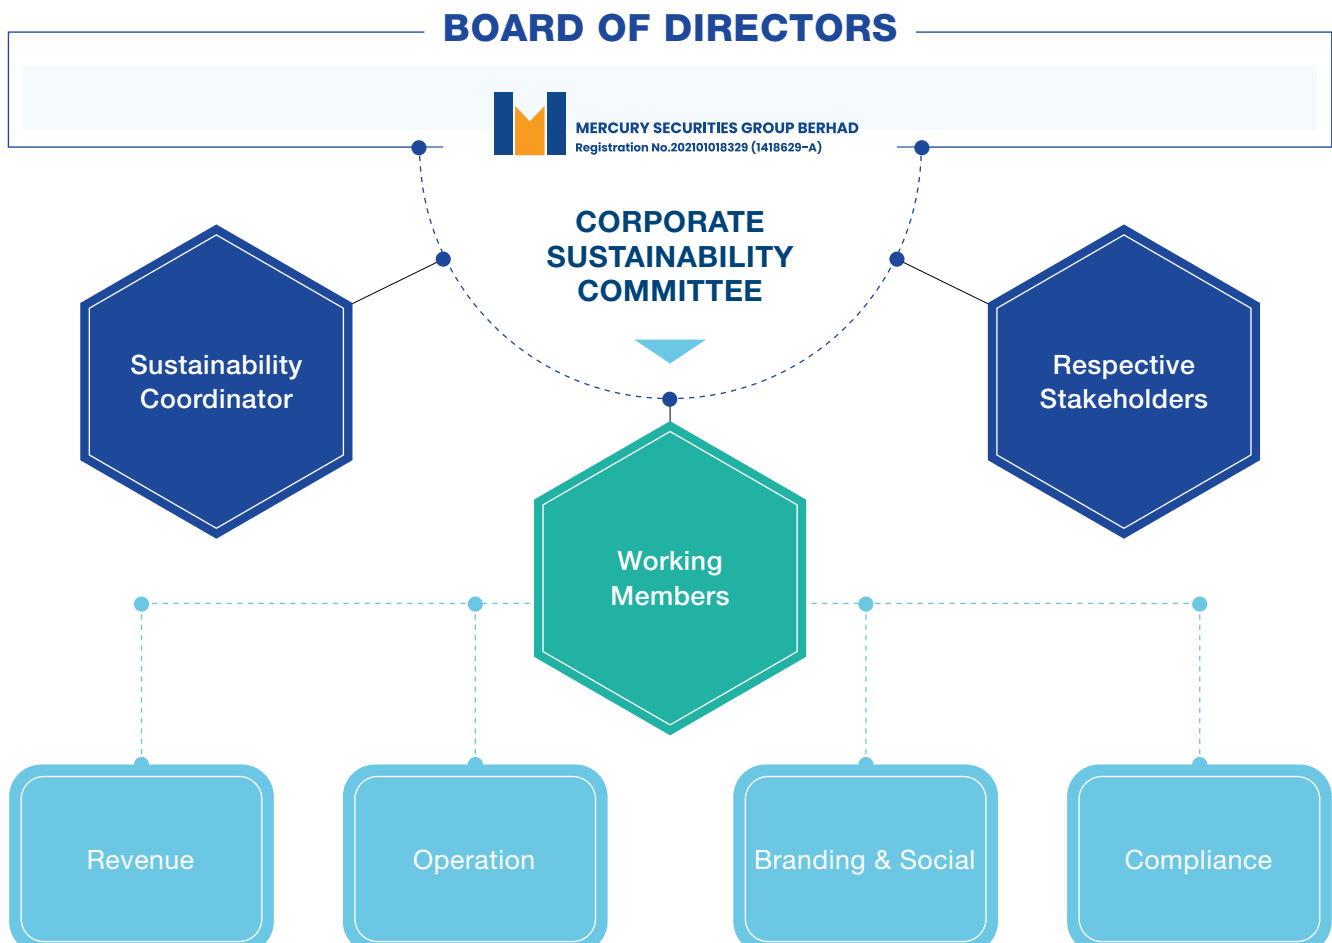 BOARD OF DIRECTORS
MERCURY SECURITIES GROUP BERHAD
Registration No.202101018329 (1418629-A)
CORPORATE
SUSTAINABILITY
COMMITTEE
Sustainability
Coordinator
Respective
Stakeholders
Working
Members
Revenue
Operation
Branding & Social
Compliance